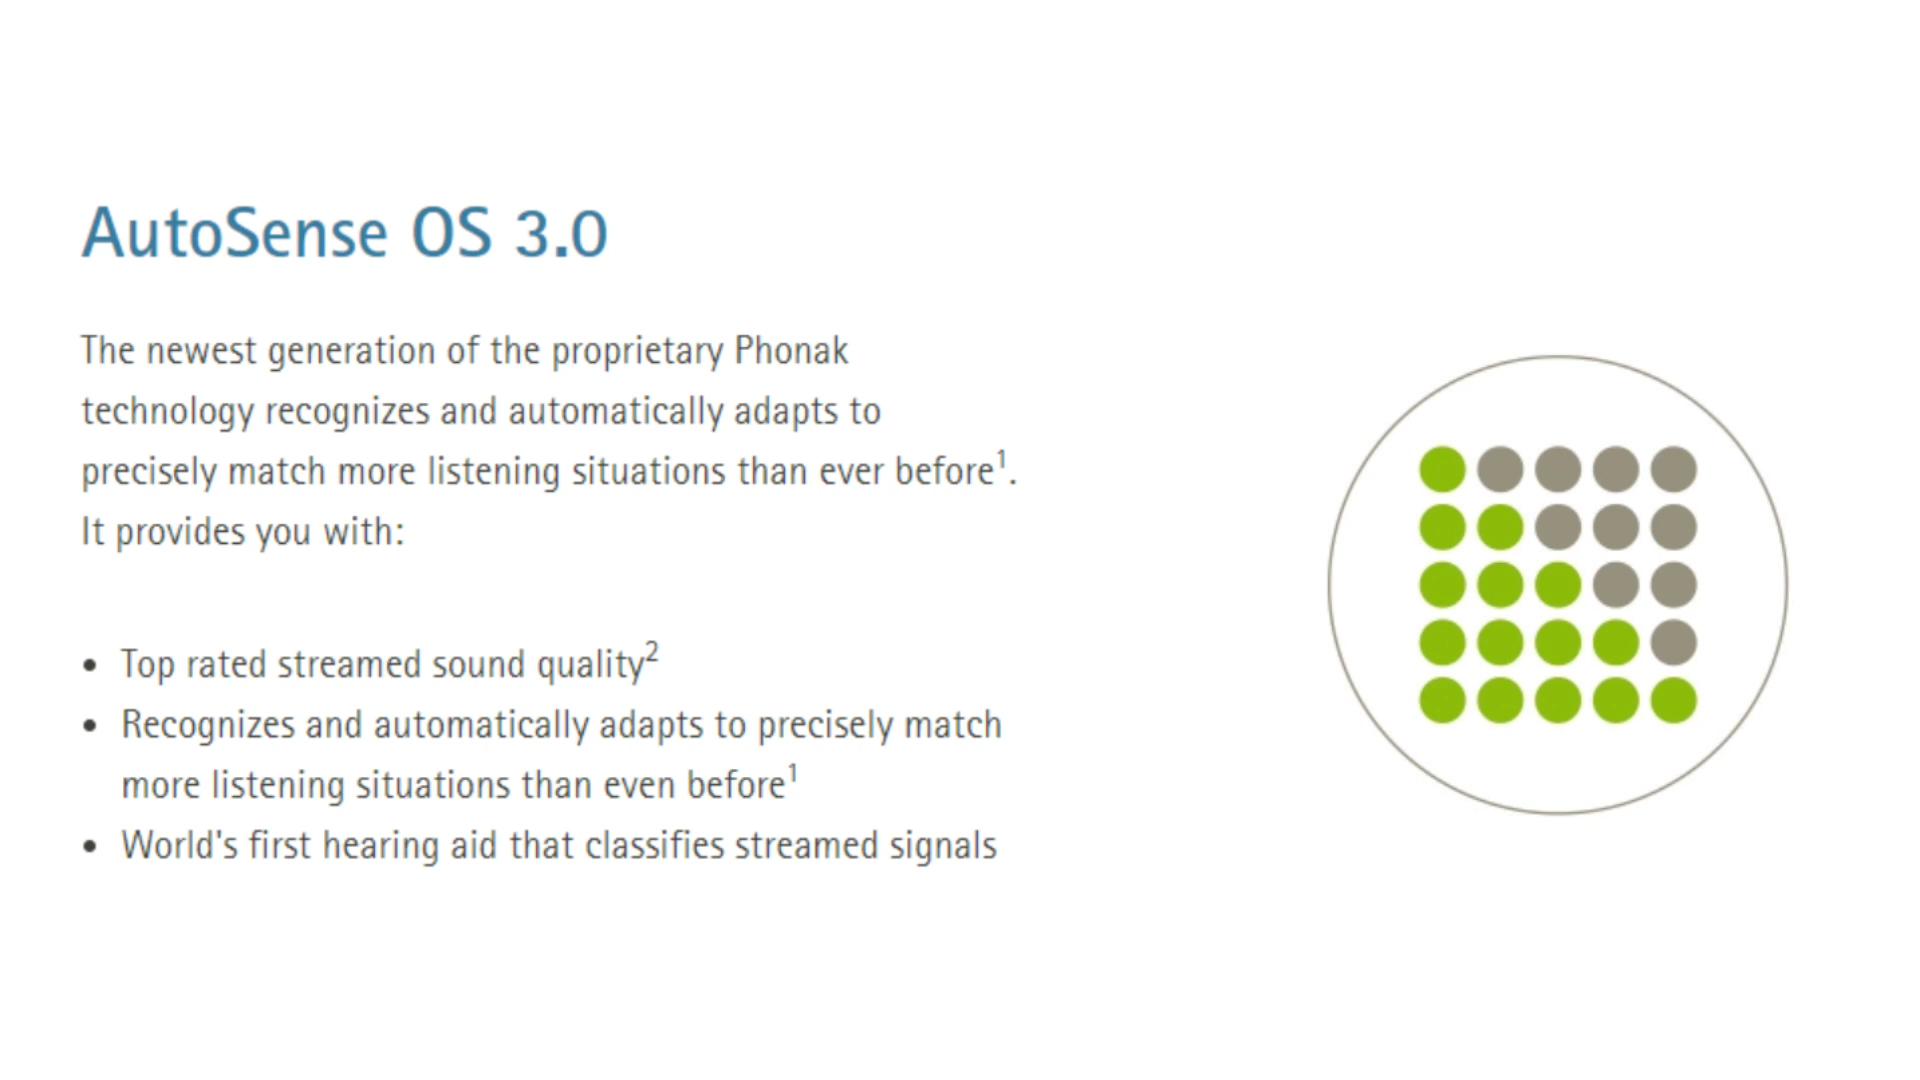 AutoSense OS 3.0
The newest generation of the proprietary Phonak
technology recognizes and automatically adapts to
precisely match more listening situations than ever before¹.
It provides you with:
• Top rated streamed sound quality²
• Recognizes and automatically adapts to precisely match
more listening situations than even before¹
• World's first hearing aid that classifies streamed signals